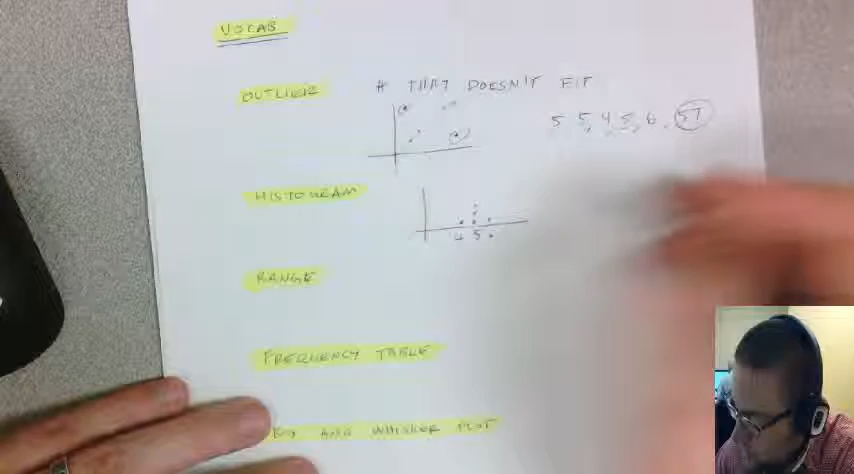 VOCAB
OUTLIER # THAT DOESN'T FIT
5 5, 4, 5, 6, 57
HISTOGRAM
4 5
RANGE
FREQUENCY TABLE
AND WHISKER PLOT